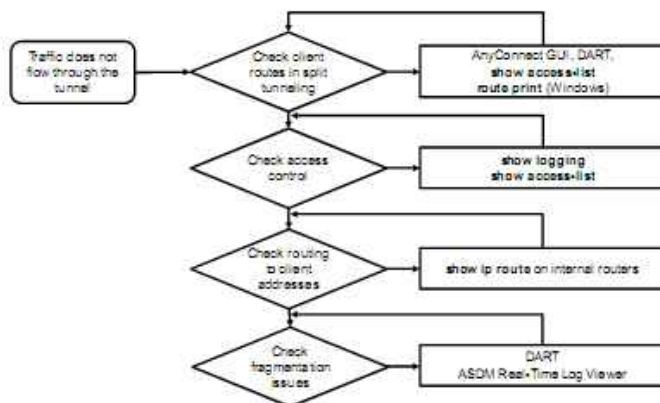 Traffic does not
flow through the
tunnel
Check client
routes in split
tunneling
AnyConnect GUI, DART,
show access-list
route print (Windows)
Check access
control
show logging
show access-list
Check routing
to client
addresses
show ip route on internal routers
Check
fragmentation
issues
DART
ASDM Real-Time Log Viewer